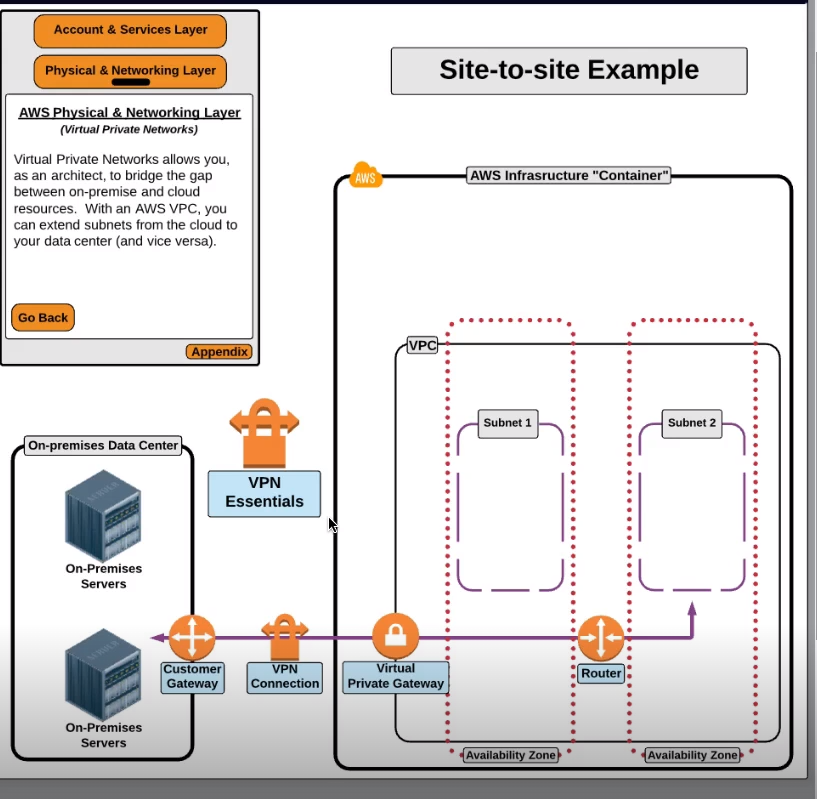 Account & Services Layer
Physical & Networking Layer
AWS Physical & Networking Layer
(Virtual Private Networks)
Virtual Private Networks allows you,
as an architect, to bridge the gap
between on-premise and cloud
resources. With an AWS VPC, you
can extend subnets from the cloud to
your data center (and vice versa).
Go Back
Appendix
Site-to-site Example
AWS
AWS Infrasructure "Container"
VPC
Subnet 1
Subnet 2
On-premises Data Center
VPN
Essentials
SERVER
On-Premises
Servers
SERVER
On-Premises
Servers
Customer
Gateway
VPN
Connection
Virtual
Private Gateway
Router
Availability Zone
Availability Zone